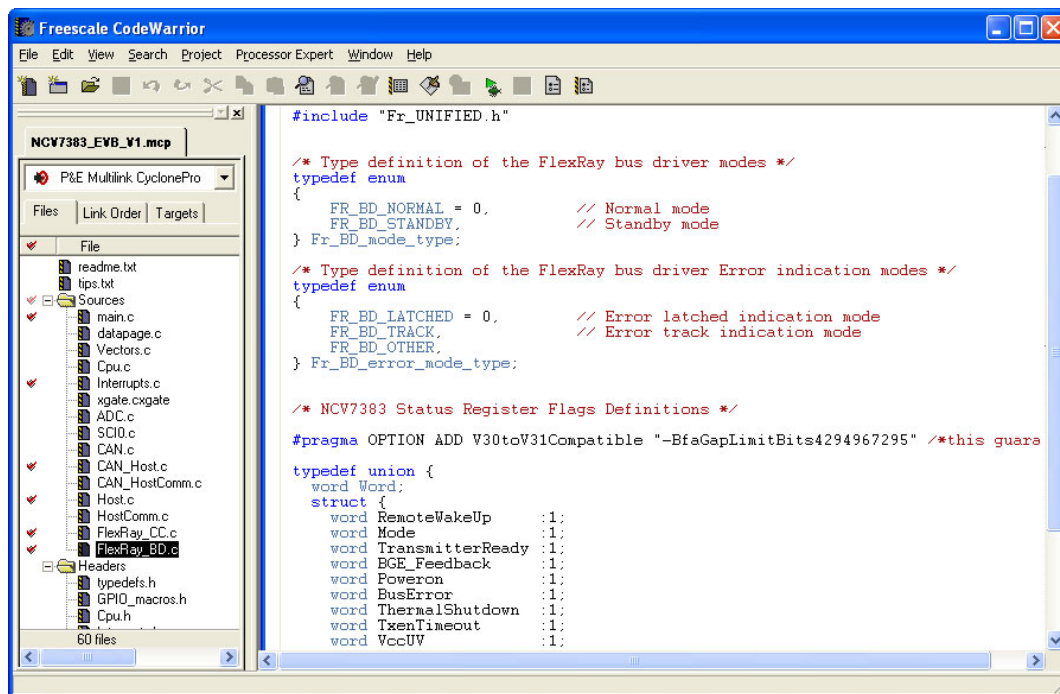 Freescale CodeWarrior
File Edit View Search Project Processor Expert Window Help
NCV7383_EVB_V1.mcp
P&E Multilink CyclonePro
Files Link Order Targets
File
readme.txt
tips.txt
Sources
main.c
datapage.c
Vectors.c
Cpu.c
Interrupts.c
xgate.cxgate
ADC.c
SCI0.c
CAN.c
CAN_Host.c
CAN_HostComm.c
Host.c
HostComm.c
FlexRay_CC.c
FlexRay_BD.c
Headers
typedefs.h
GPIO_macros.h
Cpu.h
60 files
#include "Fr_UNIFIED.h"
/* Type definition of the FlexRay bus driver modes */
typedef enum
{
FR_BD_NORMAL = 0, // Normal mode
FR_BD_STANDBY, // Standby mode
} Fr_BD_mode_type;
/* Type definition of the FlexRay bus driver Error indication modes */
typedef enum
{
FR_BD_LATCHED = 0, // Error latched indication mode
FR_BD_TRACK, // Error track indication mode
FR_BD_OTHER,
} Fr_BD_error_mode_type;
/* NCV7383 Status Register Flags Definitions */
#pragma OPTION ADD V30toV31Compatible "-BfaGapLimitBits4294967295" /*this guara
typedef union {
word Word;
struct {
word RemoteWakeUp :1;
word Mode :1;
word TransmitterReady :1;
word BGE_Feedback :1;
word Poweron :1;
word BusError :1;
word ThermalShutdown :1;
word TxenTimeout :1;
word VccUV :1;